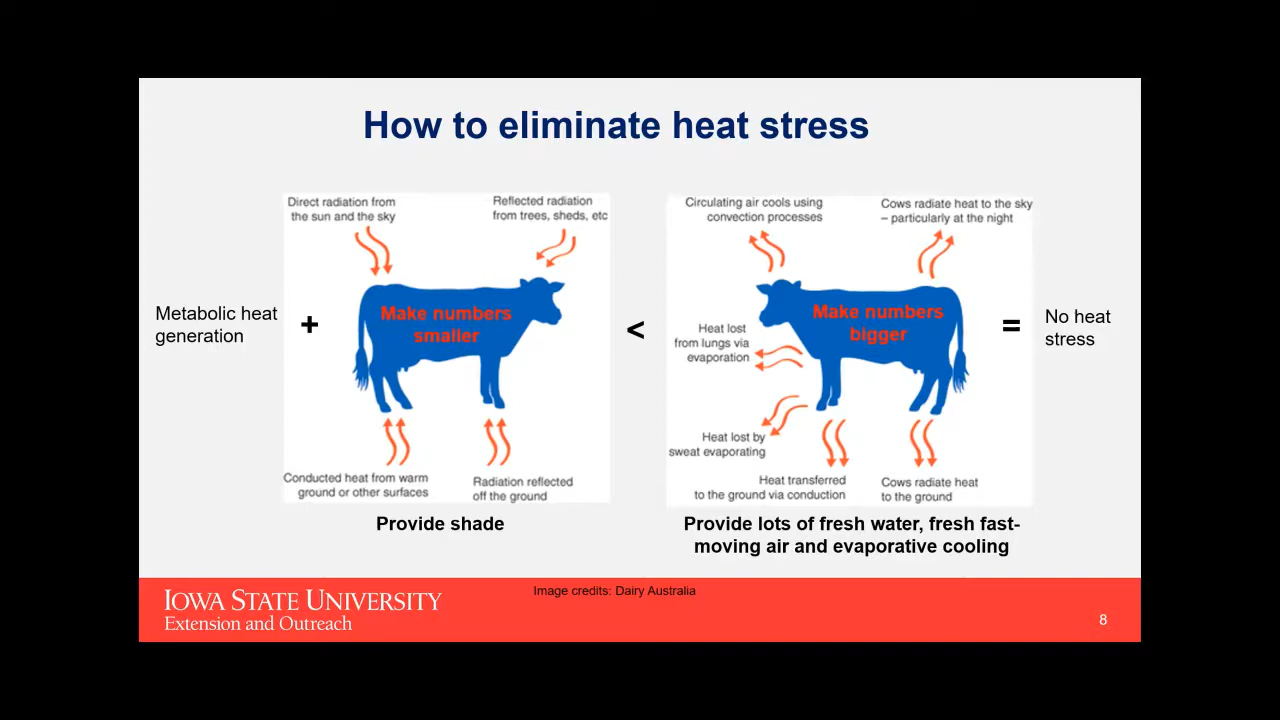 How to eliminate heat stress
Direct radiation from
the sun and the sky
Reflected radiation
from trees, sheds, etc
Metabolic heat
generation
+
Make numbers
smaller
Conducted heat from warm
ground or other surfaces
Radiation reflected
off the ground
Provide shade
<
Circulating air cools using
convection processes
Cows radiate heat to the sky
– particularly at the night
Make numbers
bigger
Heat lost
from lungs via
evaporation
Heat lost by
sweat evaporating
Heat transferred
to the ground via conduction
Cows radiate heat
to the ground
Provide lots of fresh water, fresh fast-
moving air and evaporative cooling
=
No heat
stress
IOWA STATE UNIVERSITY
Extension and Outreach
Image credits: Dairy Australia
8